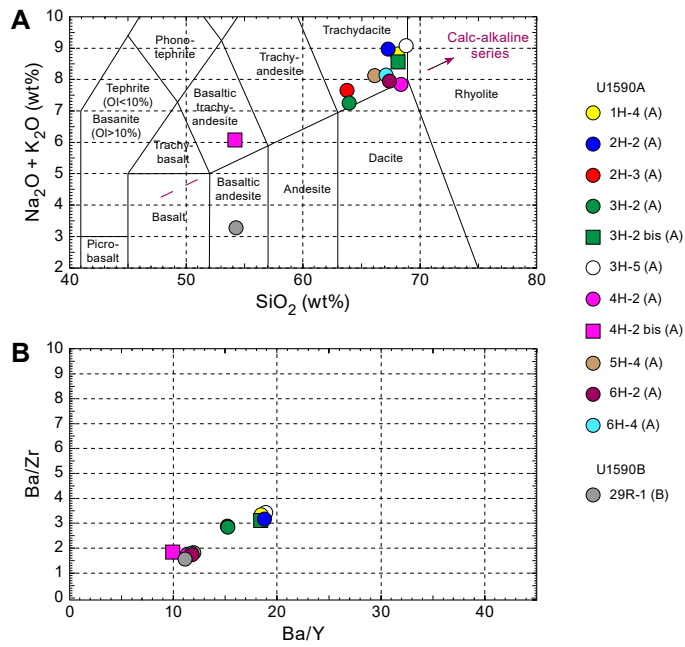 A
Na2O + K2O (wt%)
10
9
8
7
6
5
4
3
2
Phono-
tephrite
Tephrite
(Ol<10%)
Basanite
(Ol>10%)
Trachy-
basalt
Basaltic
trachy-
andesite
Trachy-
andesite
Trachydacite
Calc-alkaline
series
Rhyolite
Dacite
Andesite
Basaltic
andesite
Basalt
Picro-
basalt
40 50 60 70 80
SiO2 (wt%)
B
Ba/Zr
10
9
8
7
6
5
4
3
2
1
0
0 10 20 30 40
Ba/Y
U1590A
1H-4 (A)
2H-2 (A)
2H-3 (A)
3H-2 (A)
3H-2 bis (A)
3H-5 (A)
4H-2 (A)
4H-2 bis (A)
5H-4 (A)
6H-2 (A)
6H-4 (A)
U1590B
29R-1 (B)